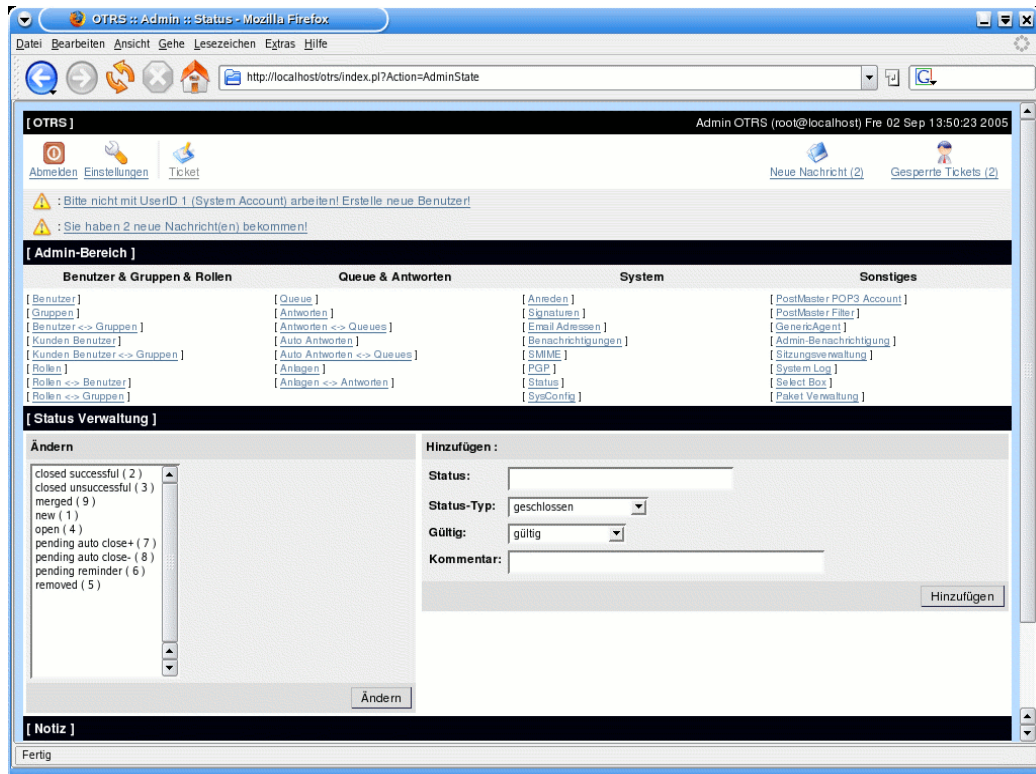 OTRS :: Admin :: Status - Mozilla Firefox
Datei Bearbeiten Ansicht Gehe Lesezeichen Extras Hilfe
http://localhost/otrs/index.pl?Action=AdminState
[ OTRS ] Admin OTRS (root@localhost) Fre 02 Sep 13:50:23 2005
Abmelden Einstellungen Ticket Neue Nachricht (2) Gesperrte Tickets (2)
: Bitte nicht mit UserID 1 (System Account) arbeiten! Erstelle neue Benutzer!
: Sie haben 2 neue Nachricht(en) bekommen!
[ Admin-Bereich ]
Benutzer & Gruppen & Rollen Queue & Antworten System Sonstiges
[ Benutzer ] [ Queue ] [ Anreden ] [ PostMaster POP3 Account ]
[ Gruppen ] [ Antworten ] [ Signaturen ] [ PostMaster Filter ]
[ Benutzer <-> Gruppen ] [ Antworten <-> Queues ] [ Email Adressen ] [ GenericAgent ]
[ Kunden Benutzer ] [ Auto Antworten ] [ Benachrichtigungen ] [ Admin-Benachrichtigung ]
[ Kunden Benutzer <-> Gruppen ] [ Auto Antworten <-> Queues ] [ SMIME ] [ Sitzungsverwaltung ]
[ Rollen ] [ Anlagen ] [ PGP ] [ System Log ]
[ Rollen <-> Benutzer ] [ Anlagen <-> Antworten ] [ Status ] [ Select Box ]
[ Rollen <-> Gruppen ] [ SysConfig ] [ Paket Verwaltung ]
[ Status Verwaltung ]
Ändern
closed successful ( 2 )
closed unsuccessful ( 3 )
merged ( 9 )
new ( 1 )
open ( 4 )
pending auto close+ ( 7 )
pending auto close- ( 8 )
pending reminder ( 6 )
removed ( 5 )
Ändern
Hinzufügen :
Status:
Status-Typ: geschlossen
Gültig: gültig
Kommentar:
Hinzufügen
[ Notiz ]
Fertig